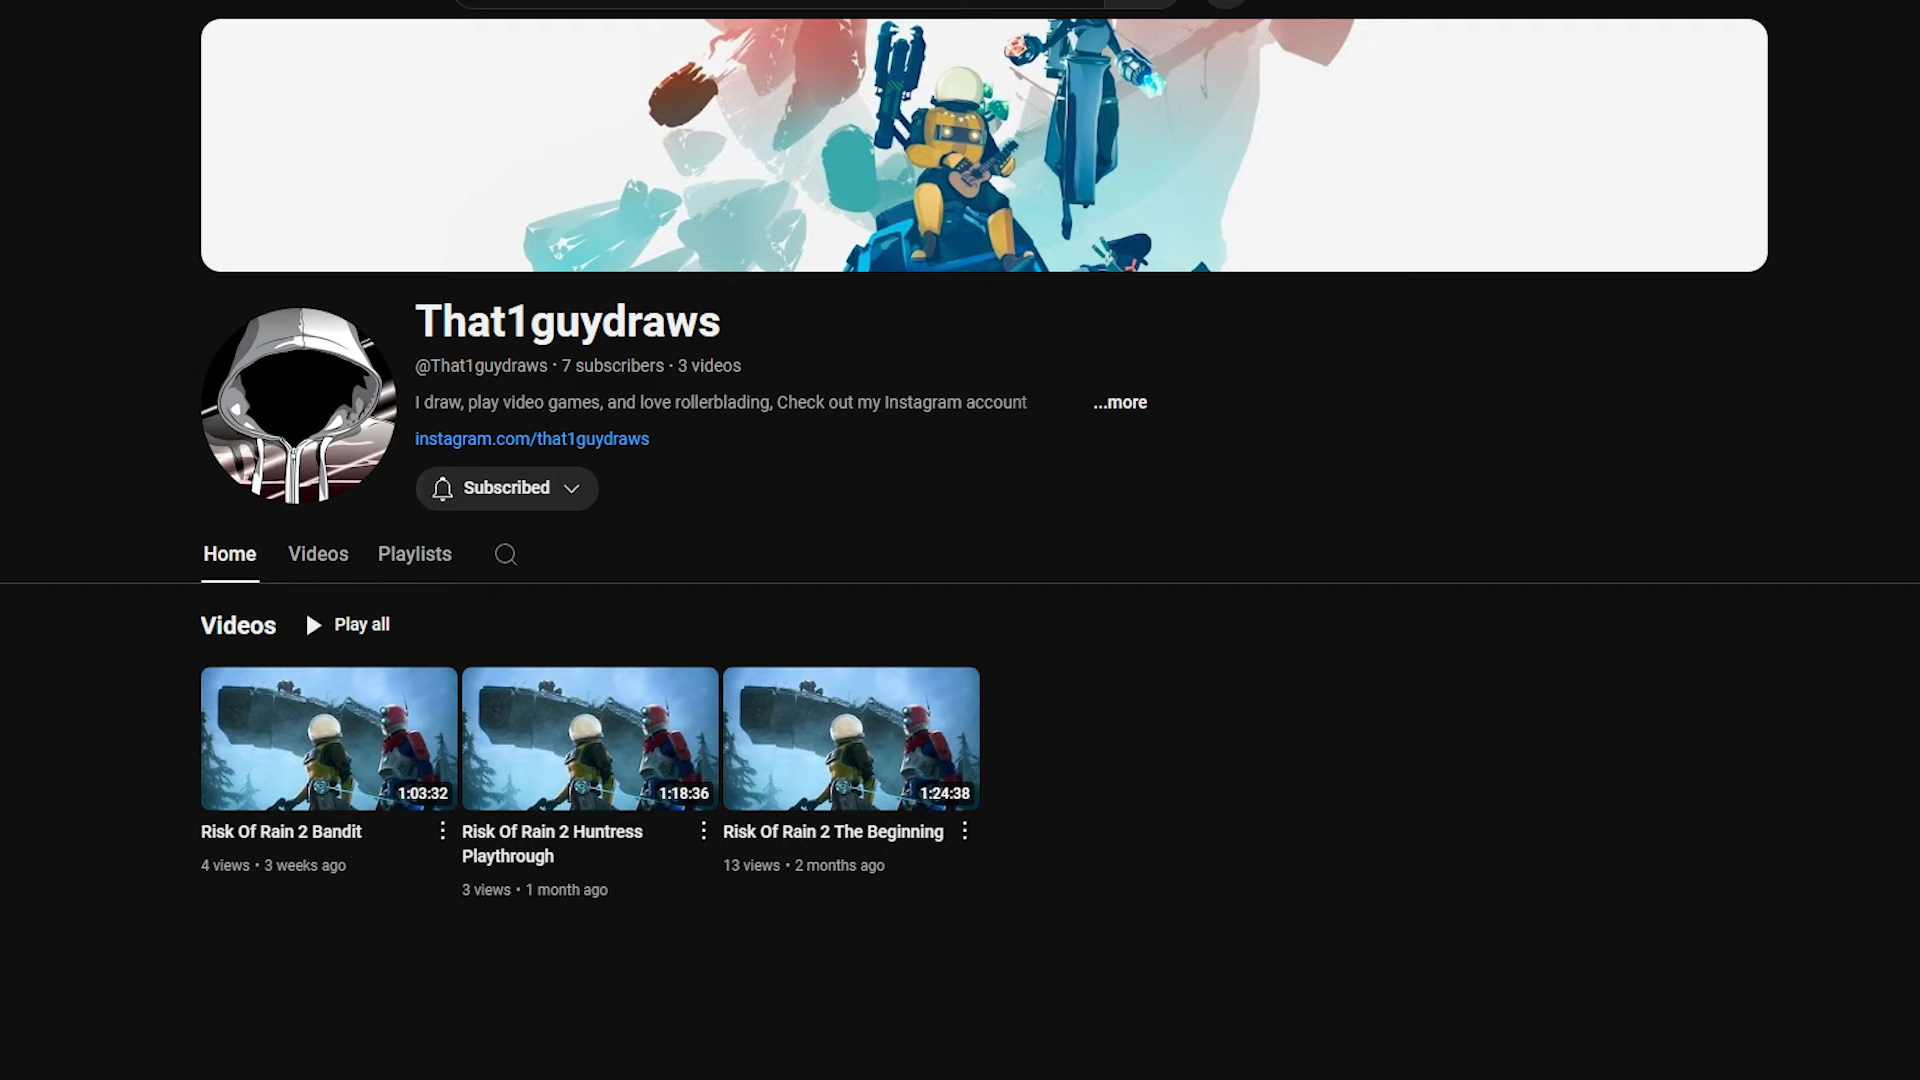 That1guydraws
@That1guydraws · 7 subscribers · 3 videos
I draw, play video games, and love rollerblading, Check out my Instagram account ...more
instagram.com/that1guydraws
Subscribed
Home Videos Playlists
Videos Play all
1:03:32 1:18:36 1:24:38
Risk Of Rain 2 Bandit
4 views · 3 weeks ago
Risk Of Rain 2 Huntress
Playthrough
3 views · 1 month ago
Risk Of Rain 2 The Beginning
13 views · 2 months ago